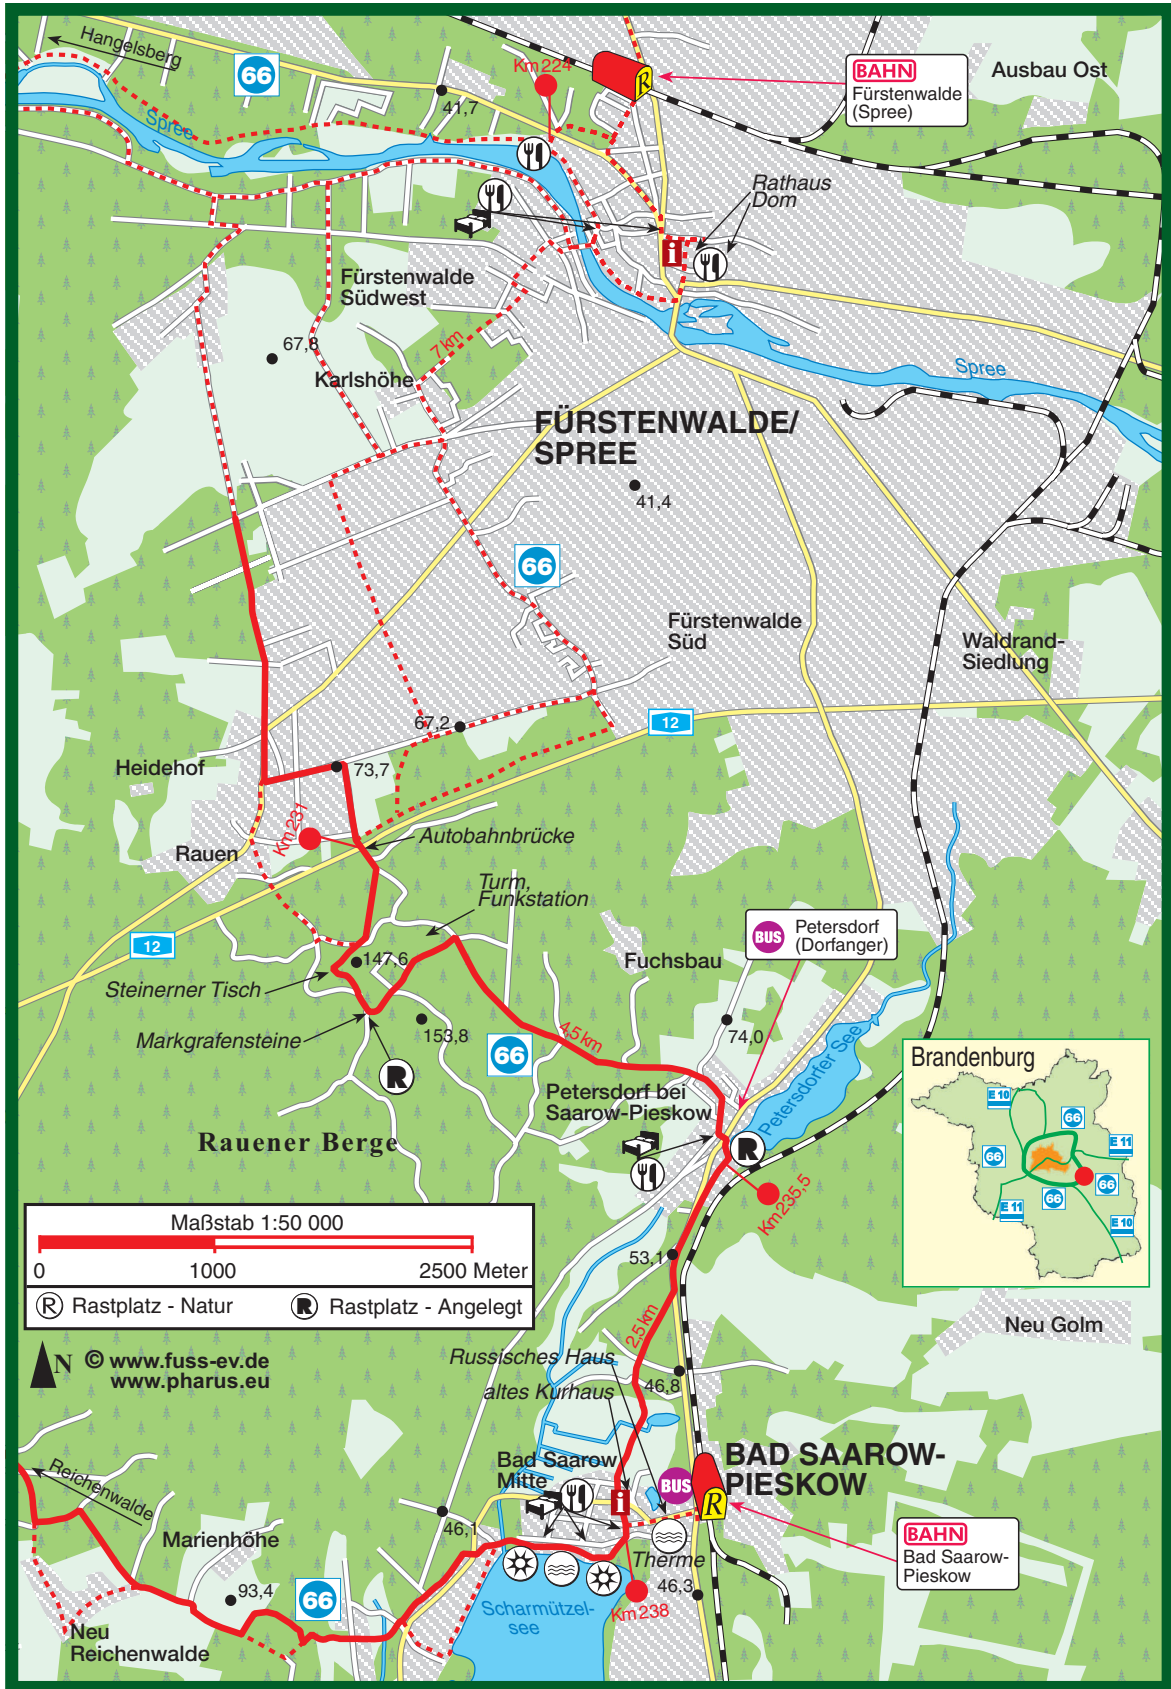 Hangelsberg
66
Km 224
41,7
Spree
R
BAHN
Fürstenwalde
(Spree)
Ausbau Ost
Rathaus
Dom
i
Fürstenwalde
Südwest
67,8
7 km
Karlshöhe
Spree
FÜRSTENWALDE/
SPREE
41,4
66
Fürstenwalde
Süd
Waldrand-
Siedlung
67,2
12
Heidehof
73,7
Km 231
Autobahnbrücke
Rauen
Turm,
Funkstation
12
BUS
Petersdorf
(Dorfanger)
147,6
Fuchsbau
Steinerner Tisch
Markgrafensteine
153,8
4,5 km
74,0
66
R
Petersdorfer See
Petersdorf bei
Saarow-Pieskow
R
Rauener Berge
Km 235,5
Brandenburg
E 10
66
E 11
66
66
66
E 11
E 10
Maßstab 1:50 000
0 1000 2500 Meter
R Rastplatz - Natur R Rastplatz - Angelegt
53,1
2,5 km
Neu Golm
N © www.fuss-ev.de
www.pharus.eu
Russisches Haus
altes Kurhaus
46,8
Bad Saarow
Mitte
BAD SAAROW-
PIESKOW
BUS
R
i
Reichenwalde
46,1
Marienhöhe
BAHN
Bad Saarow-
Pieskow
Therme
46,3
93,4
66
Scharmützel-
see
Km 238
Neu
Reichenwalde